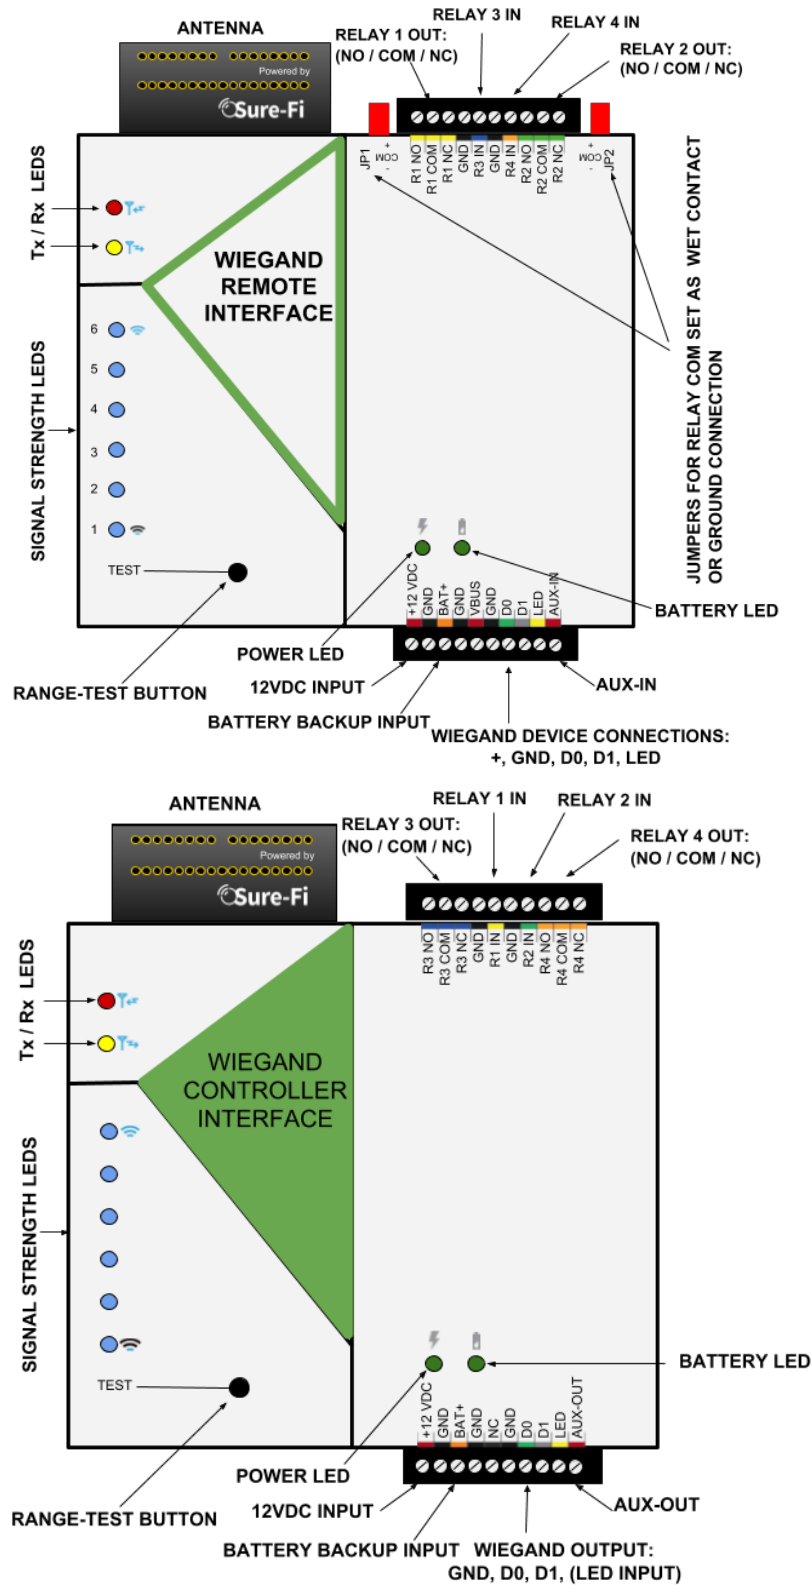 ANTENNA
RELAY 3 IN
RELAY 4 IN
RELAY 1 OUT:
(NO / COM / NC)
RELAY 2 OUT:
(NO / COM / NC)
Powered by
Sure-Fi
JP1
+
COM
-
R1 NO
R1 COM
R1 NC
GND
R3 IN
GND
R4 IN
R2 NO
R2 COM
R2 NC
+
COM
-
JP2
Tx / Rx LEDS
WIEGAND
REMOTE
INTERFACE
SIGNAL STRENGTH LEDS
6
5
4
3
2
1
TEST
JUMPERS FOR RELAY COM SET AS WET CONTACT
OR GROUND CONNECTION
+12 VDC
GND
BAT+
GND
VBUS
GND
D0
D1
LED
AUX-IN
BATTERY LED
POWER LED
RANGE-TEST BUTTON
12VDC INPUT
AUX-IN
BATTERY BACKUP INPUT
WIEGAND DEVICE CONNECTIONS:
+, GND, D0, D1, LED
ANTENNA
RELAY 1 IN
RELAY 2 IN
RELAY 3 OUT:
(NO / COM / NC)
RELAY 4 OUT:
(NO / COM / NC)
Powered by
Sure-Fi
R3 NO
R3 COM
R3 NC
GND
R1 IN
GND
R2 IN
R4 NO
R4 COM
R4 NC
Tx / Rx LEDS
WIEGAND
CONTROLLER
INTERFACE
SIGNAL STRENGTH LEDS
TEST
+12 VDC
GND
BAT+
GND
NC
GND
D0
D1
LED
AUX-OUT
BATTERY LED
POWER LED
12VDC INPUT
AUX-OUT
RANGE-TEST BUTTON
BATTERY BACKUP INPUT
WIEGAND OUTPUT:
GND, D0, D1, (LED INPUT)